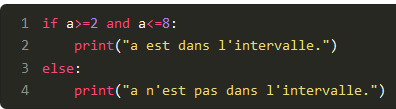 1 if a>=2 and a<=8:
2     print("a est dans l'intervalle.")
3 else:
4     print("a n'est pas dans l'intervalle.")